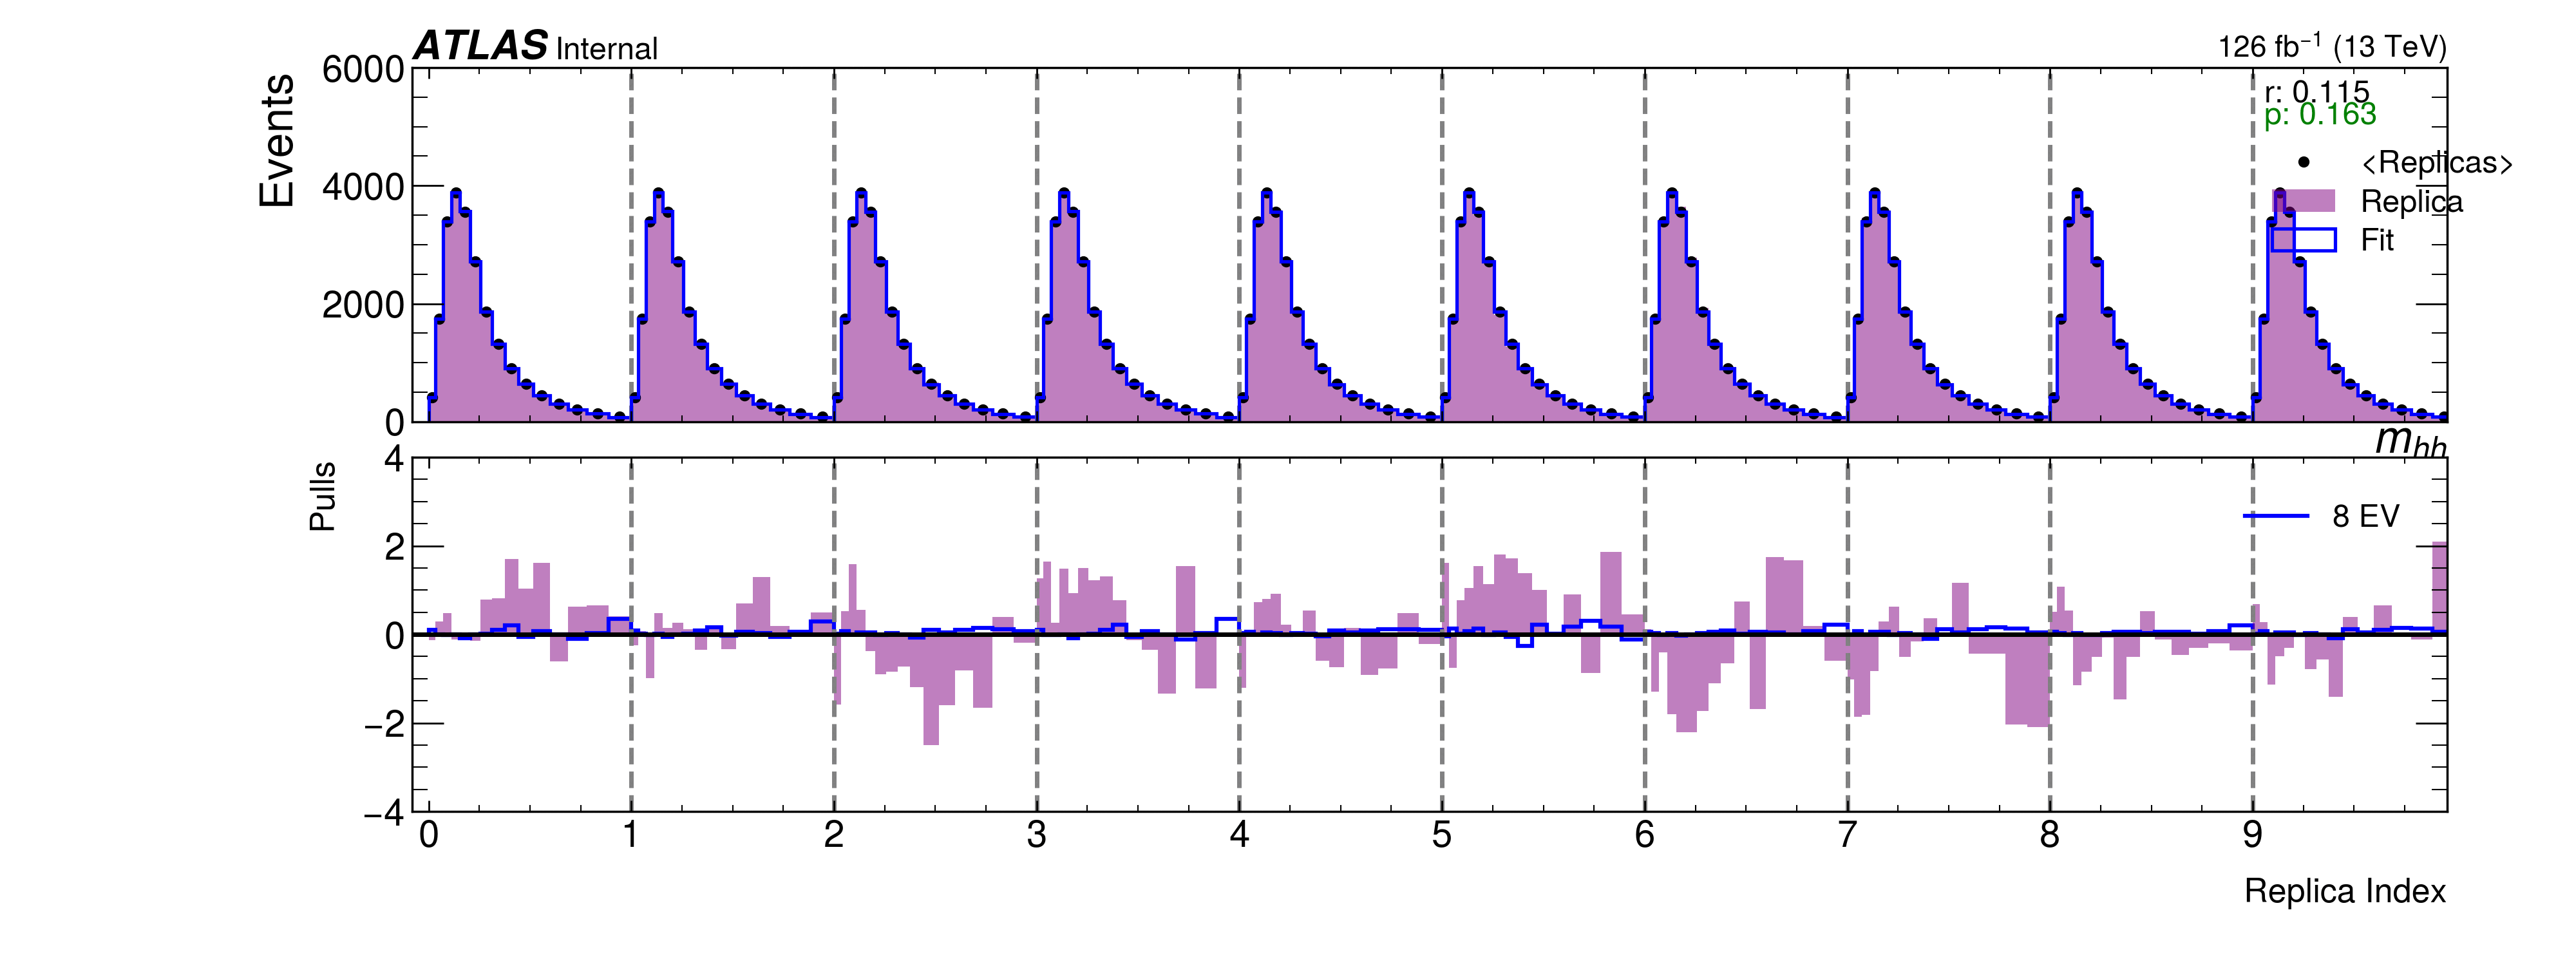 ATLAS Internal
126 fb⁻¹ (13 TeV)
Events
6000
4000
2000
0
r: 0.115
p: 0.163
<Replicas>
Replica
Fit
m_hh
Pulls
4
2
0
−2
−4
8 EV
0 1 2 3 4 5 6 7 8 9
Replica Index